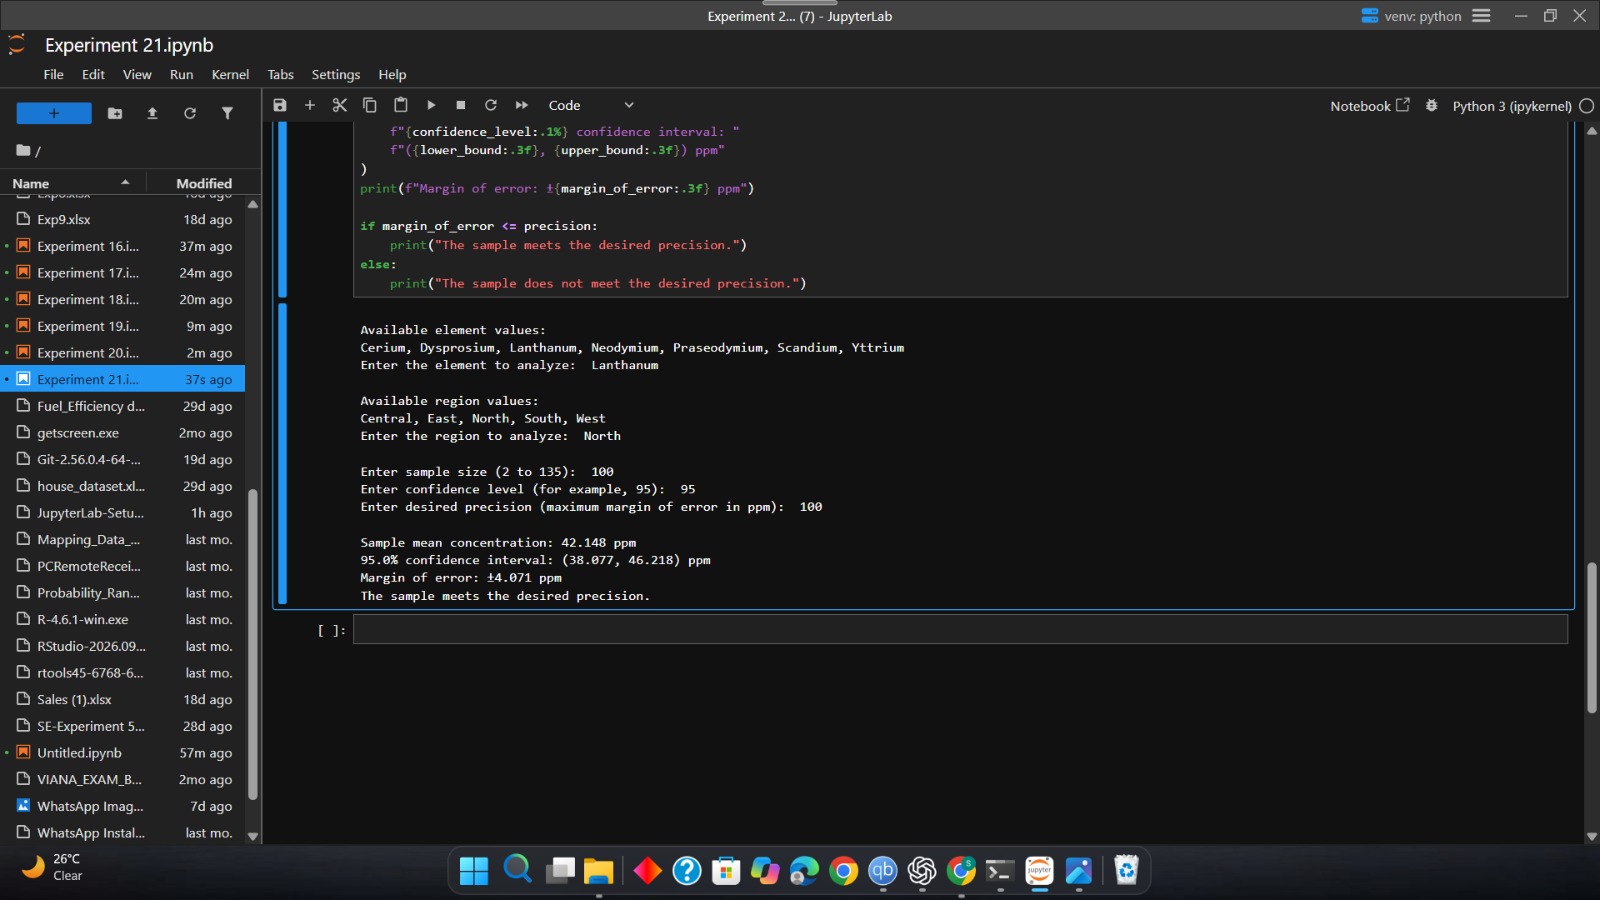 Experiment 2... (7) - JupyterLab
venv: python
Experiment 21.ipynb
File Edit View Run Kernel Tabs Settings Help
+
Code
Notebook
Python 3 (ipykernel)
/
Name Modified
Exp9.xlsx 18d ago
Experiment 16.i... 37m ago
Experiment 17.i... 24m ago
Experiment 18.i... 20m ago
Experiment 19.i... 9m ago
Experiment 20.i... 2m ago
Experiment 21.i... 37s ago
Fuel_Efficiency d... 29d ago
getscreen.exe 2mo ago
Git-2.56.0.4-64-... 19d ago
house_dataset.xl... 29d ago
JupyterLab-Setu... 1h ago
Mapping_Data_... last mo.
PCRemoteRecei... last mo.
Probability_Ran... last mo.
R-4.6.1-win.exe last mo.
RStudio-2026.09... last mo.
rtools45-6768-6... last mo.
Sales (1).xlsx 18d ago
SE-Experiment 5... 28d ago
Untitled.ipynb 57m ago
VIANA_EXAM_B... 2mo ago
WhatsApp Imag... 7d ago
WhatsApp Instal... last mo.
f"{confidence_level:.1%} confidence interval: "
f"({lower_bound:.3f}, {upper_bound:.3f}) ppm"
)
print(f"Margin of error: ±{margin_of_error:.3f} ppm")
if margin_of_error <= precision:
print("The sample meets the desired precision.")
else:
print("The sample does not meet the desired precision.")
Available element values:
Cerium, Dysprosium, Lanthanum, Neodymium, Praseodymium, Scandium, Yttrium
Enter the element to analyze: Lanthanum
Available region values:
Central, East, North, South, West
Enter the region to analyze: North
Enter sample size (2 to 135): 100
Enter confidence level (for example, 95): 95
Enter desired precision (maximum margin of error in ppm): 100
Sample mean concentration: 42.148 ppm
95.0% confidence interval: (38.077, 46.218) ppm
Margin of error: ±4.071 ppm
The sample meets the desired precision.
[ ]:
26°C
Clear
qb
S
jupyter